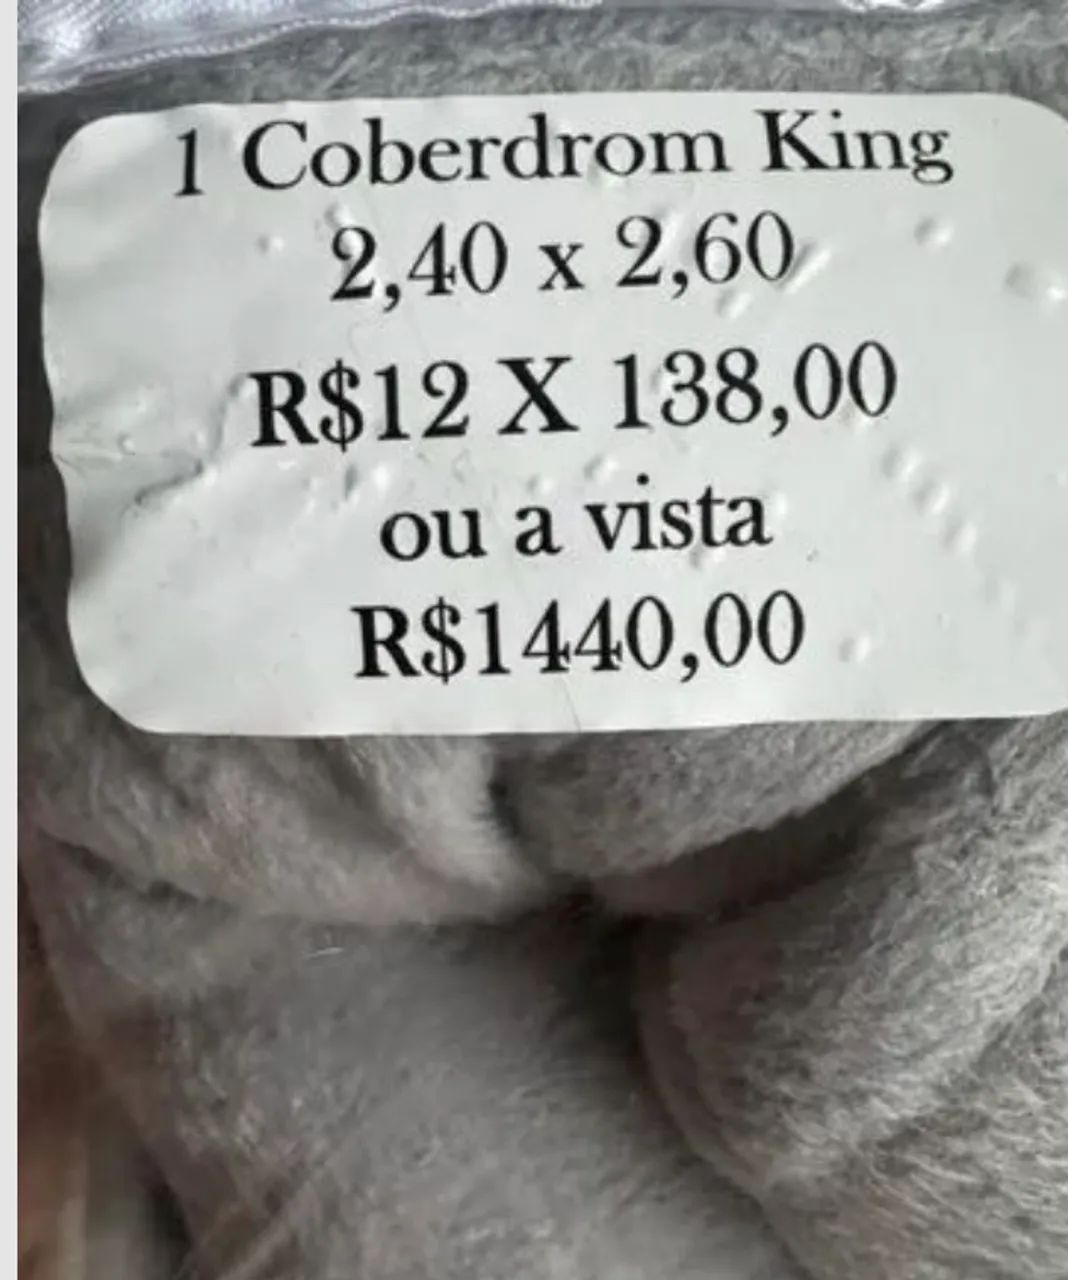 1 Coberdrom King
2,40 x 2,60
R$12 X 138,00
ou a vista
R$1440,00